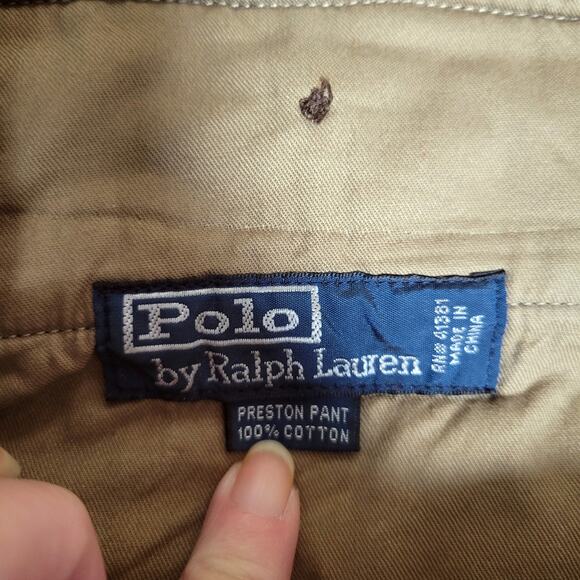 Polo
by Ralph Lauren
RN# 41381
MADE IN
CHINA
PRESTON PANT
100% COTTON